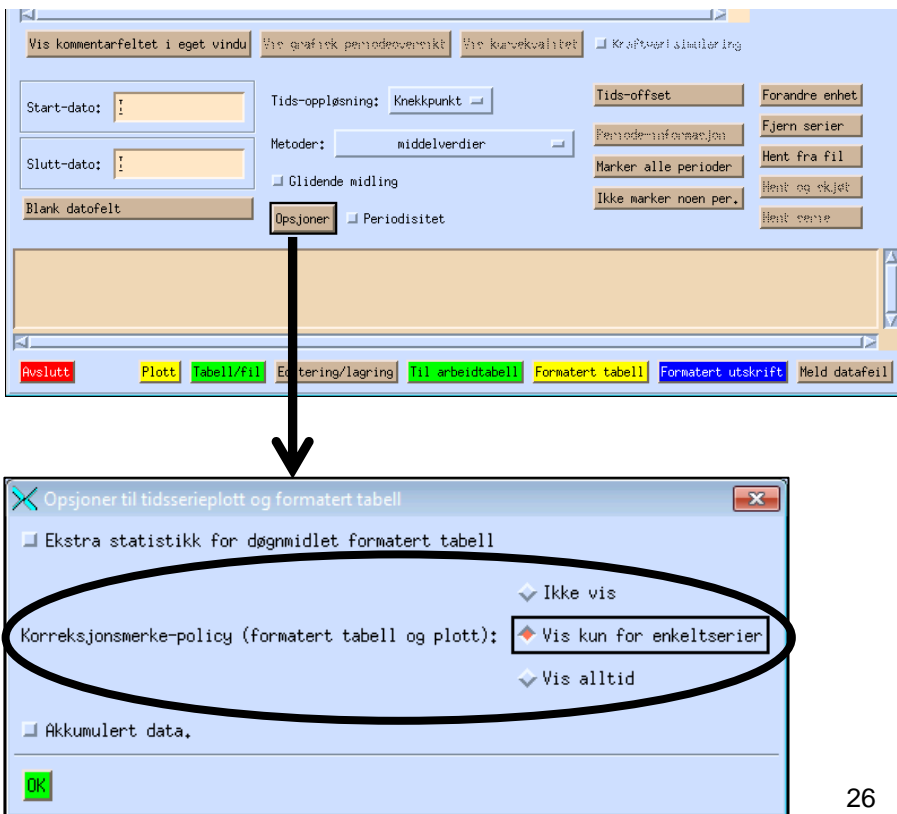 Vis kommentarfeltet i eget vindu Vis grafisk periodeoversikt Vis kurvekvalitet Kraftverksimulering
Start-dato: Tids-oppløsning: Knekkpunkt Tids-offset Forandre enhet
Periode-informasjon Fjern serier
Metoder: middelverdier
Slutt-dato: Marker alle perioder Hent fra fil
Glidende midling
Blank datofelt Ikke marker noen per. Hent og skjøt
Opsjoner Periodisitet Hent serie
Avslutt Plott Tabell/fil Editering/lagring Til arbeidtabell Formatert tabell Formatert utskrift Meld datafeil
Opsjoner til tidsserieplott og formatert tabell
Ekstra statistikk for døgnmidlet formatert tabell
Ikke vis
Korreksjonsmerke-policy (formatert tabell og plott): Vis kun for enkeltserier
Vis alltid
Akkumulert data.
OK
26